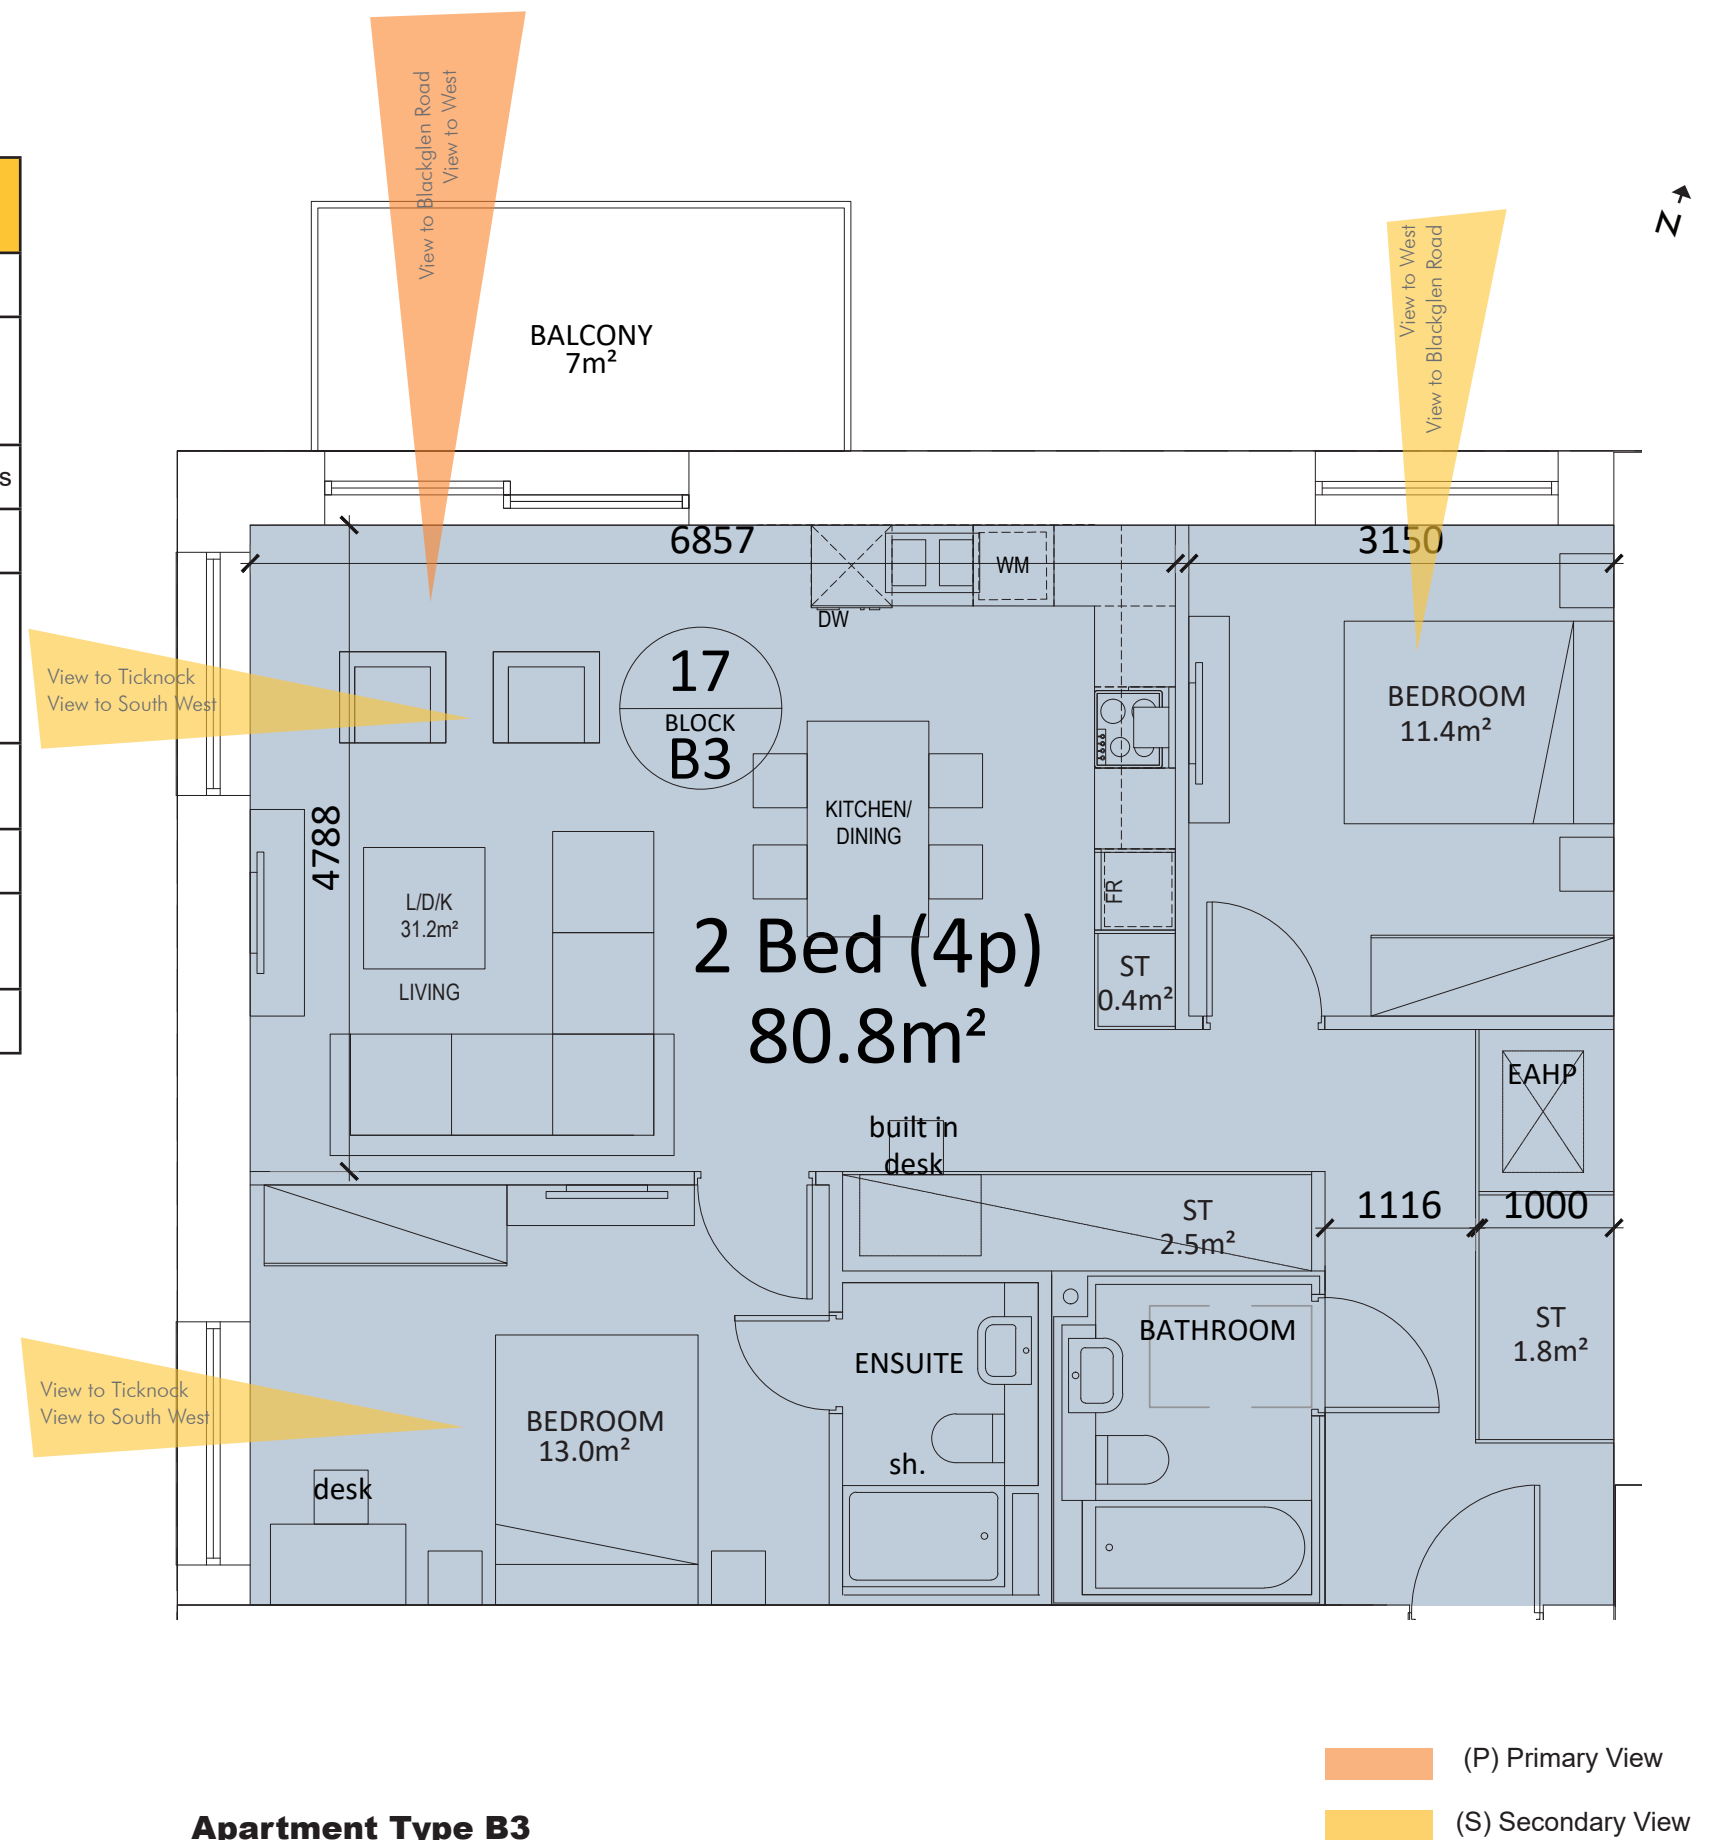 View to Blackglen Road
View to West
N
View to West
View to Blackglen Road
BALCONY
7m²
s
6857
3150
WM
DW
View to Ticknock
View to South West
17
BLOCK
B3
BEDROOM
11.4m²
KITCHEN/
DINING
4788
L/D/K
31.2m²
FR
LIVING
2 Bed (4p)
80.8m²
ST
0.4m²
EAHP
built in
desk
ST
2.5m²
1116
1000
BATHROOM
ST
1.8m²
ENSUITE
View to Ticknock
View to South West
BEDROOM
13.0m²
sh.
desk
(P) Primary View
(S) Secondary View
Apartment Type B3